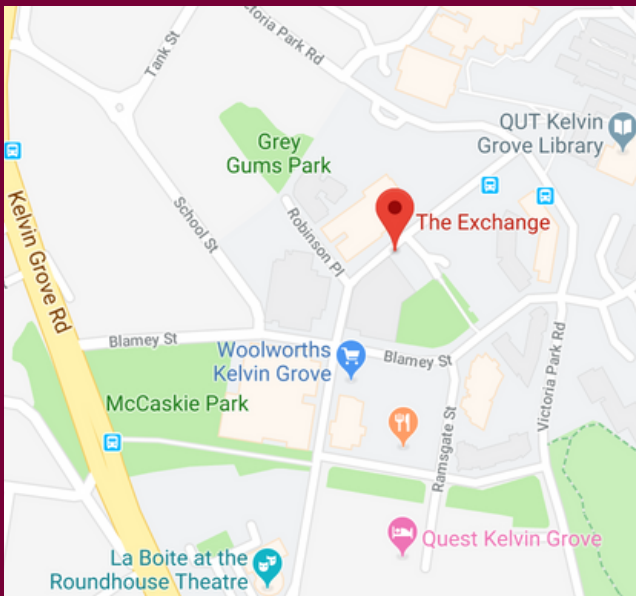 Tank St
ctoria Park Rd
Grey
Gums Park
QUT Kelvin
Grove Library
Kelvin Grove Rd
School St
Robinson Pl
The Exchange
Blamey St
Woolworths
Kelvin Grove
Blamey St
Victoria Park Rd
McCaskie Park
Ramsgate St
Quest Kelvin Grove
La Boite at the
Roundhouse Theatre